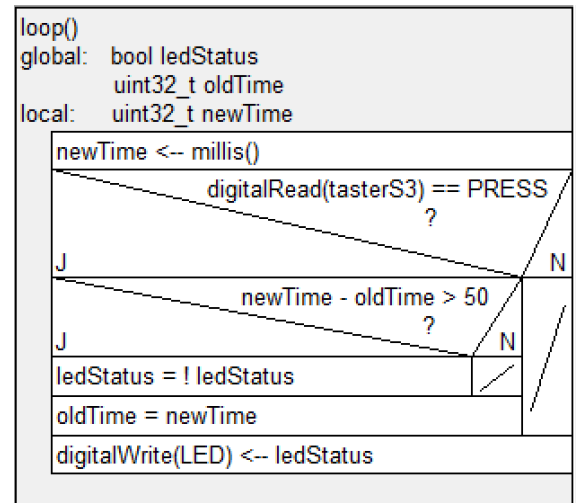 loop()
global: bool ledStatus
uint32_t oldTime
local: uint32_t newTime
newTime <-- millis()
digitalRead(tasterS3) == PRESS
?
J N
newTime - oldTime > 50
?
J N
ledStatus = ! ledStatus
oldTime = newTime
digitalWrite(LED) <-- ledStatus